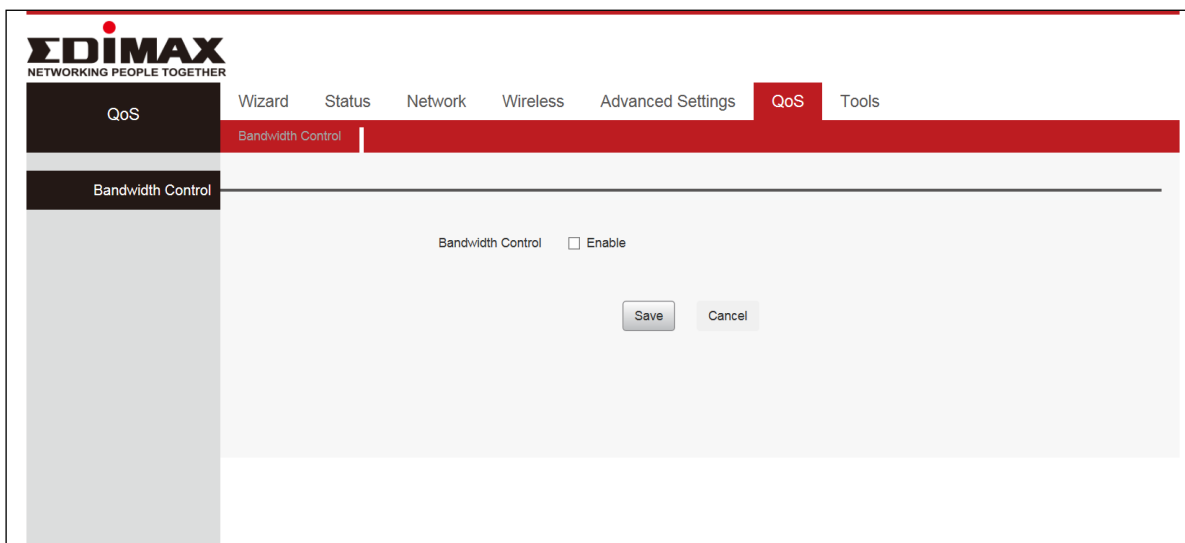 EDIMAX
NETWORKING PEOPLE TOGETHER
QoS
Wizard Status Network Wireless Advanced Settings QoS Tools
Bandwidth Control
Bandwidth Control
Bandwidth Control Enable
Save Cancel